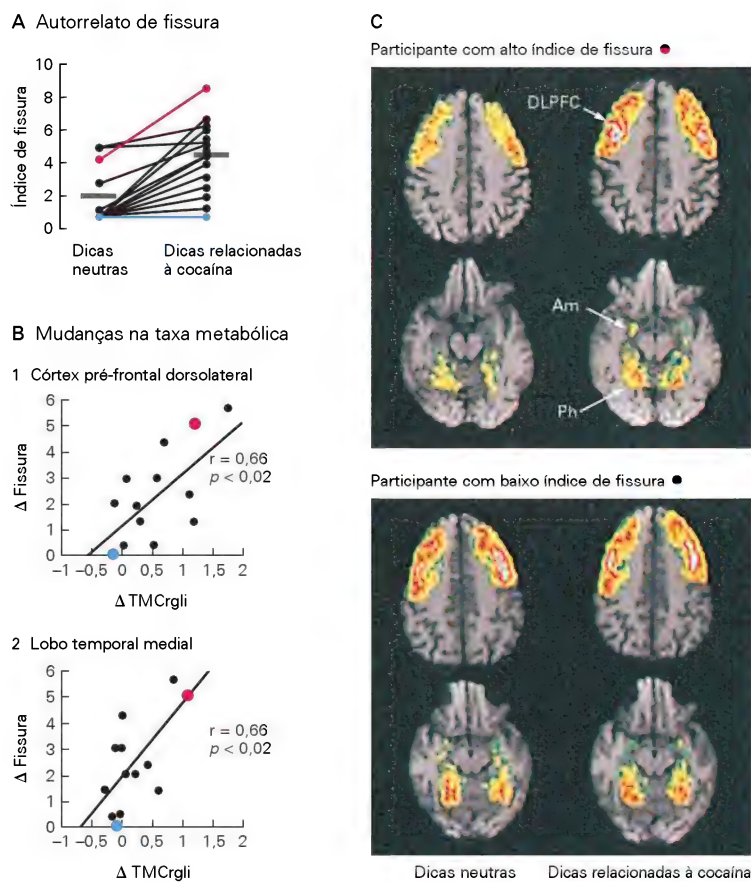 A Autorrelato de fissura
10
8
6
4
2
0
Índice de fissura
Dicas neutras
Dicas relacionadas à cocaína
B Mudanças na taxa metabólica
1 Córtex pré-frontal dorsolateral
6
5
4
3
2
1
0
Δ Fissura
r = 0,66
p < 0,02
−1 −0,5 0 0,5 1 1,5 2
Δ TMCrgli
2 Lobo temporal medial
6
5
4
3
2
1
0
Δ Fissura
r = 0,66
p < 0,02
−1 −0,5 0 0,5 1 1,5 2
Δ TMCrgli
C
Participante com alto índice de fissura
DLPFC
Am
Ph
Participante com baixo índice de fissura
Dicas neutras
Dicas relacionadas à cocaína